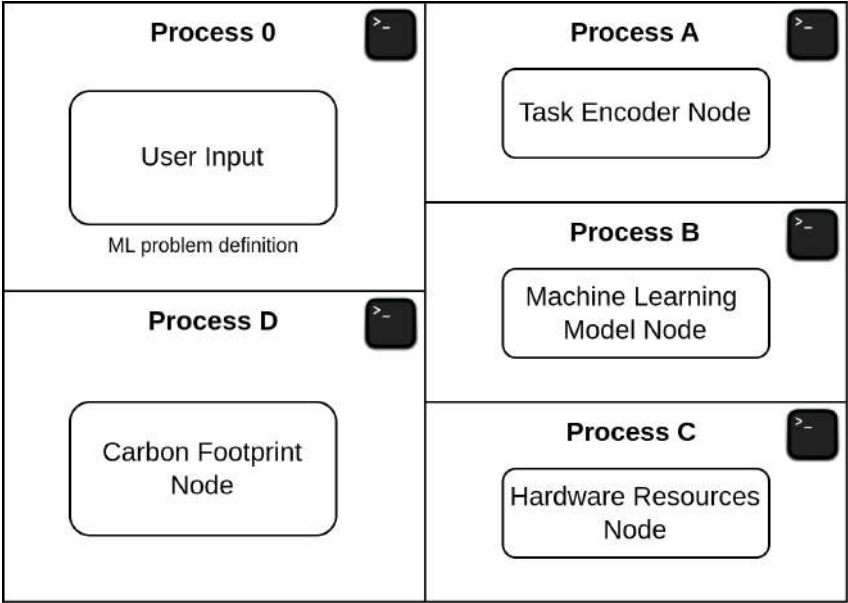 Process 0
>_
User Input
ML problem definition
Process D
>_
Carbon Footprint
Node
Process A
>_
Task Encoder Node
Process B
>_
Machine Learning
Model Node
Process C
>_
Hardware Resources
Node